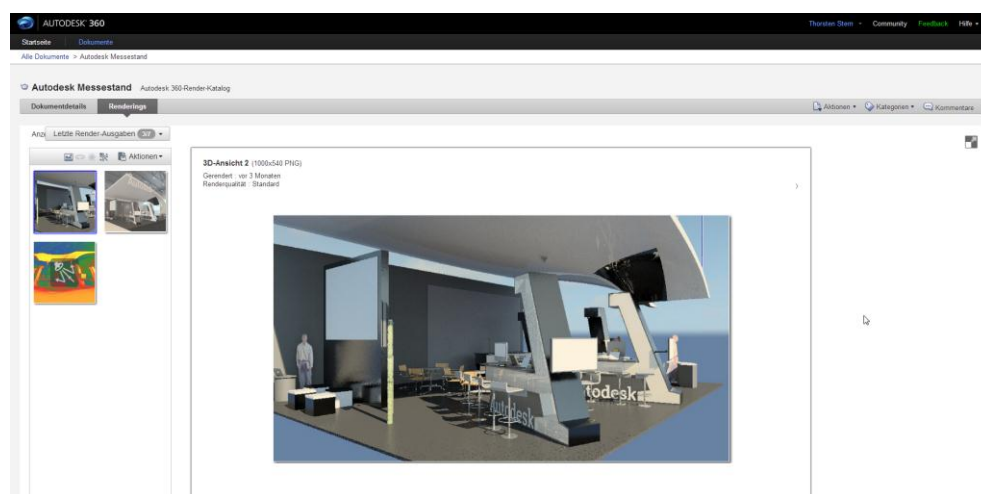 AUTODESK® 360
Thorsten Stem Community Feedback Hilfe
Startseite Dokumente
Alle Dokumente > Autodesk Messestand
Autodesk Messestand Autodesk 360-Render-Katalog
Dokumentdetails Renderings Aktionen Kategorien Kommentare
Letzte Render-Ausgaben
Aktionen
3D-Ansicht 2 (1000x540 PNG)
Gerendert : vor 3 Monaten
Renderqualität : Standard
Autodesk
todesk